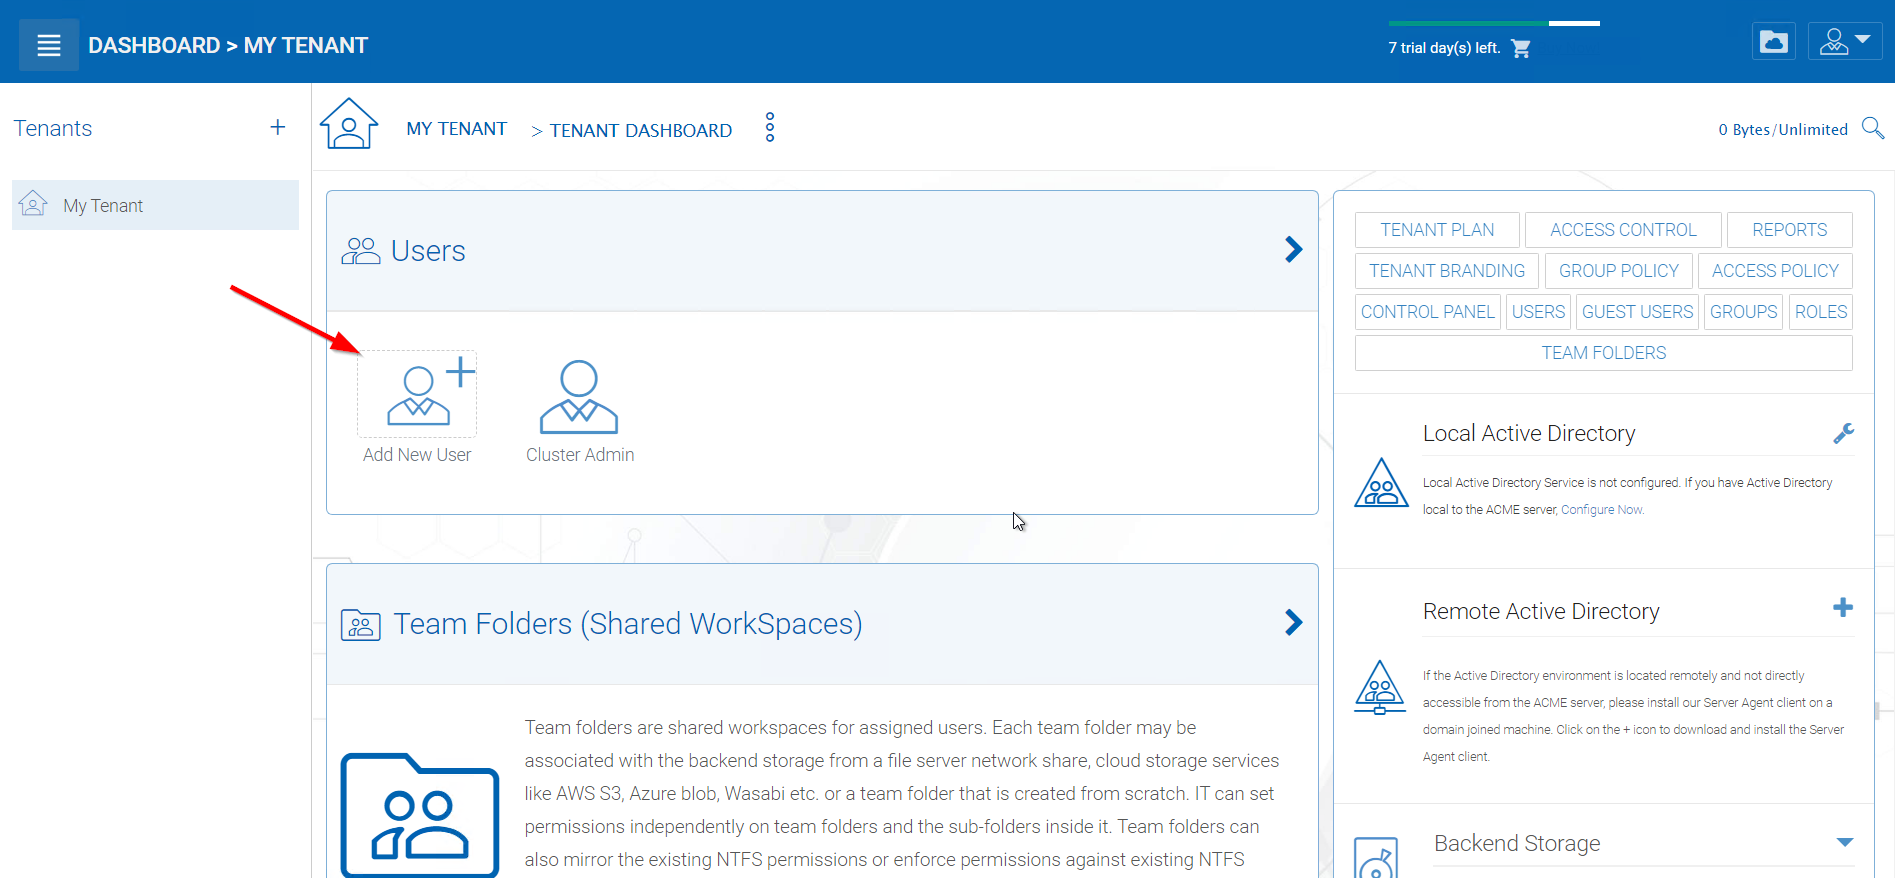 DASHBOARD > MY TENANT
7 trial day(s) left.
Tenants
My Tenant
MY TENANT > TENANT DASHBOARD
0 Bytes/Unlimited
Users
Add New User
Cluster Admin
Team Folders (Shared WorkSpaces)
Team folders are shared workspaces for assigned users. Each team folder may be
associated with the backend storage from a file server network share, cloud storage services
like AWS S3, Azure blob, Wasabi etc. or a team folder that is created from scratch. IT can set
permissions independently on team folders and the sub-folders inside it. Team folders can
also mirror the existing NTFS permissions or enforce permissions against existing NTFS
TENANT PLAN ACCESS CONTROL REPORTS
TENANT BRANDING GROUP POLICY ACCESS POLICY
CONTROL PANEL USERS GUEST USERS GROUPS ROLES
TEAM FOLDERS
Local Active Directory
Local Active Directory Service is not configured. If you have Active Directory
local to the ACME server, Configure Now.
Remote Active Directory
If the Active Directory environment is located remotely and not directly
accessible from the ACME server, please install our Server Agent client on a
domain joined machine. Click on the + icon to download and install the Server
Agent client.
Backend Storage